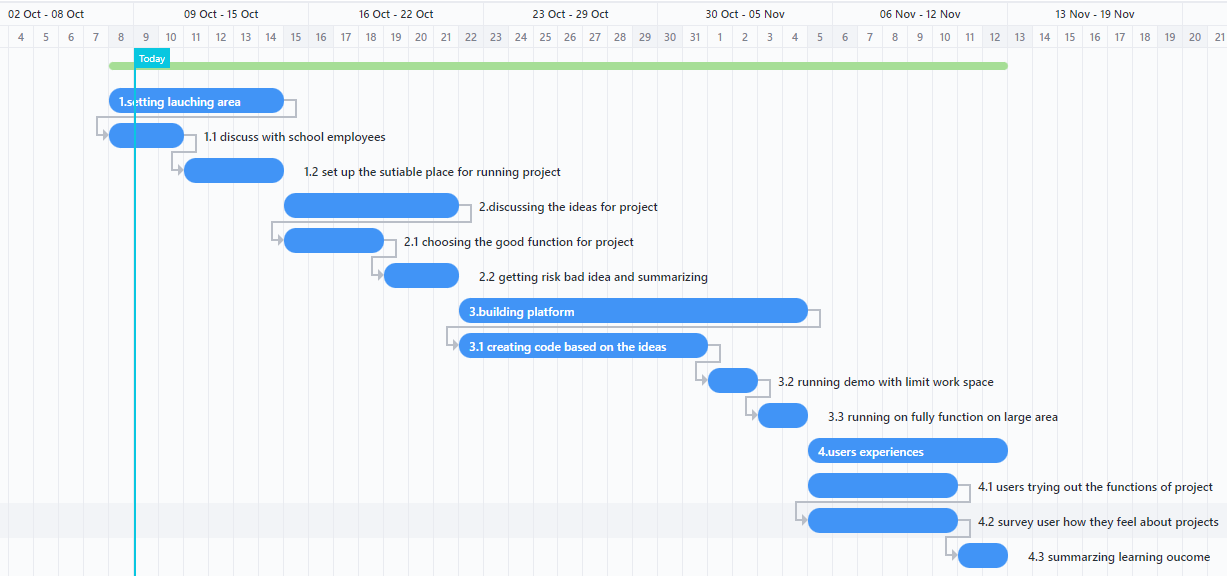 02 Oct - 08 Oct 09 Oct - 15 Oct 16 Oct - 22 Oct 23 Oct - 29 Oct 30 Oct - 05 Nov 06 Nov - 12 Nov 13 Nov - 19 Nov
4 5 6 7 8 9 10 11 12 13 14 15 16 17 18 19 20 21 22 23 24 25 26 27 28 29 30 31 1 2 3 4 5 6 7 8 9 10 11 12 13 14 15 16 17 18 19 20 21
Today
1.setting lauching area
1.1 discuss with school employees
1.2 set up the sutiable place for running project
2.discussing the ideas for project
2.1 choosing the good function for project
2.2 getting risk bad idea and summarizing
3.building platform
3.1 creating code based on the ideas
3.2 running demo with limit work space
3.3 running on fully function on large area
4.users experiences
4.1 users trying out the functions of project
4.2 survey user how they feel about projects
4.3 summarzing learning oucome